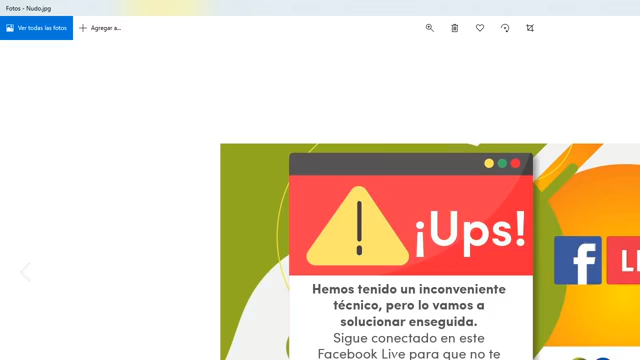 Fotos - Nudo.jpg
Ver todas las fotos
Agregar a...
¡Ups!
f
Hemos tenido un inconveniente
técnico, pero lo vamos a
solucionar enseguida.
Sigue conectado en este
Facebook Live para que no te